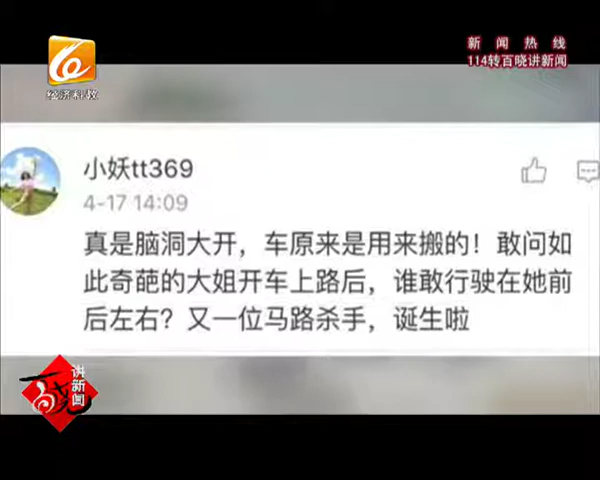 新闻热线
114转百晓讲新闻
经济科教
小妖tt369
4-17 14:09
真是脑洞大开，车原来是用来搬的！敢问如
此奇葩的大姐开车上路后，谁敢行驶在她前
后左右？又一位马路杀手，诞生啦
百晓
讲新闻